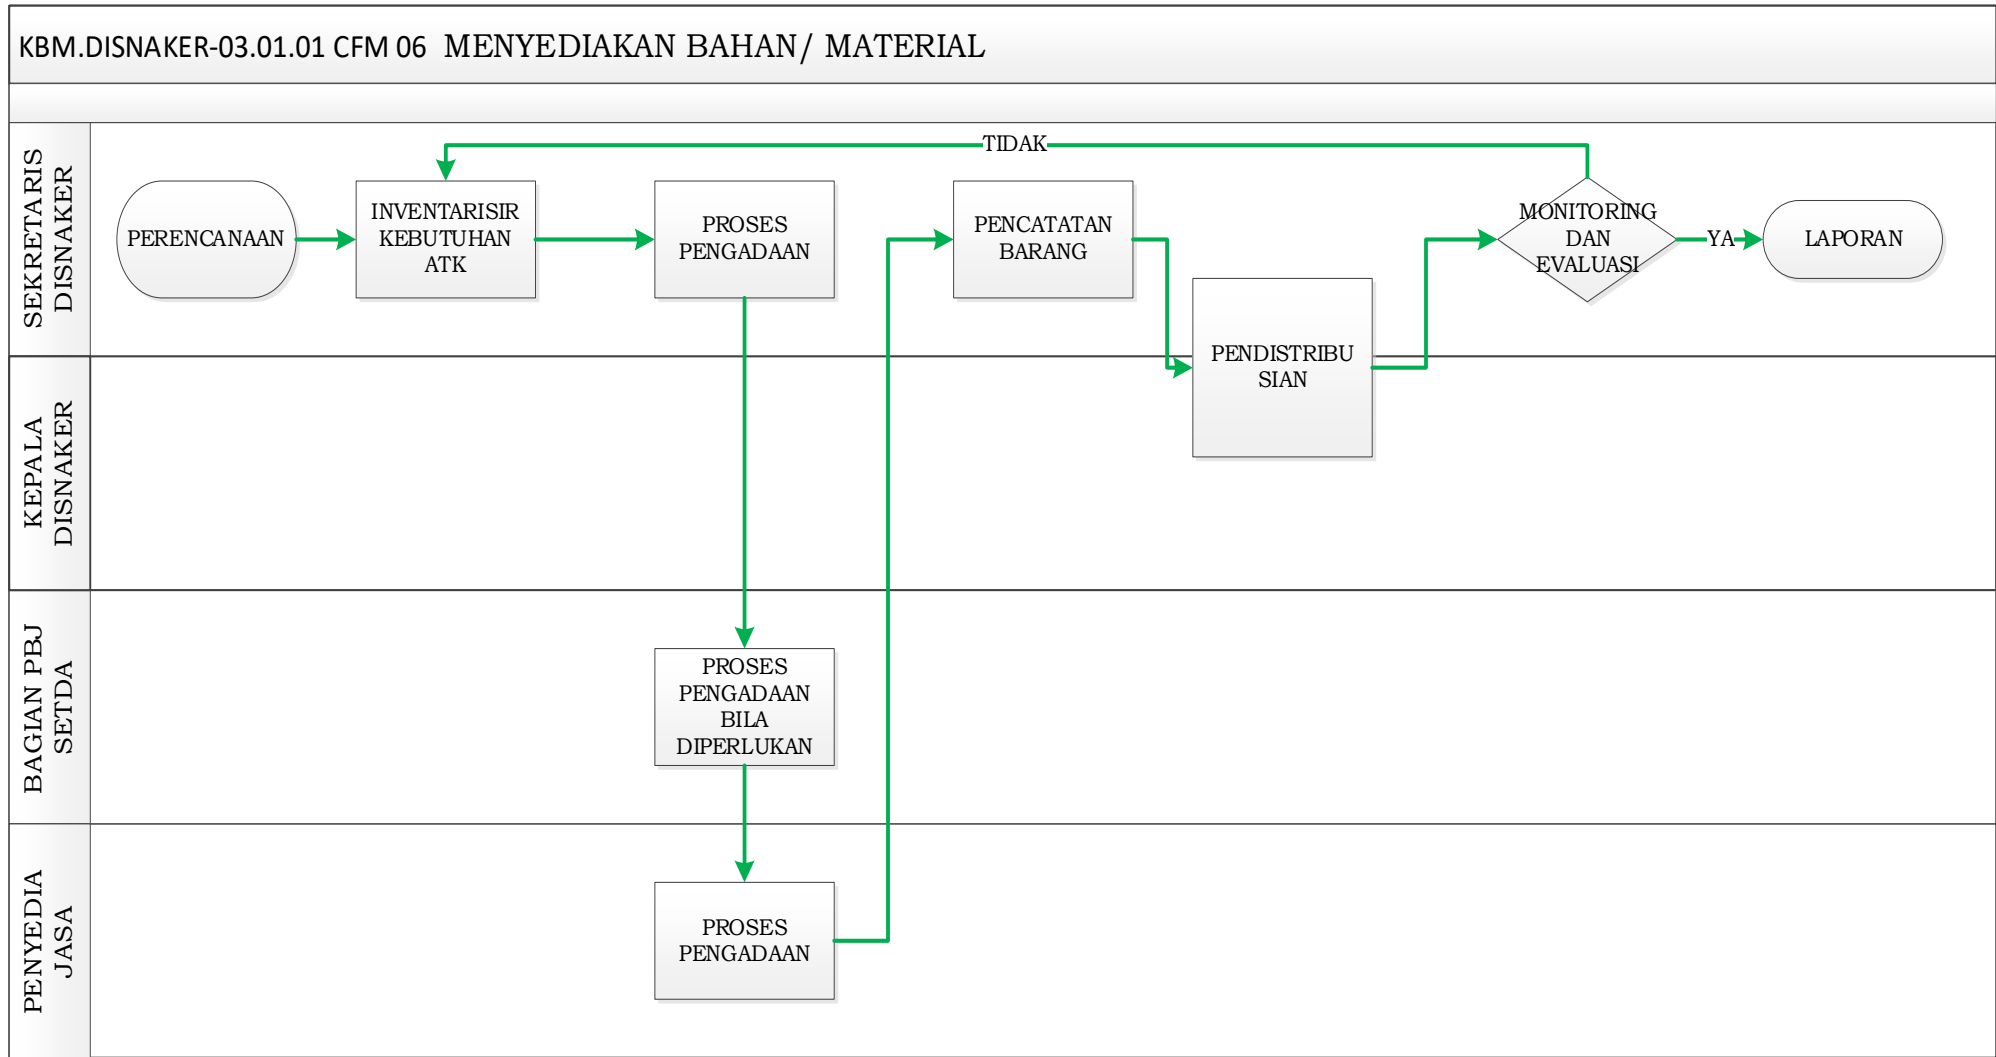 KBM.DISNAKER-03.01.01 CFM 06 MENYEDIAKAN BAHAN/ MATERIAL
SEKRETARIS
DISNAKER
TIDAK
PERENCANAAN
INVENTARISIR
KEBUTUHAN
ATK
PROSES
PENGADAAN
PENCATATAN
BARANG
PENDISTRIBU
SIAN
MONITORING
DAN
EVALUASI
YA
LAPORAN
KEPALA
DISNAKER
BAGIAN PBJ
SETDA
PROSES
PENGADAAN
BILA
DIPERLUKAN
PENYEDIA
JASA
PROSES
PENGADAAN